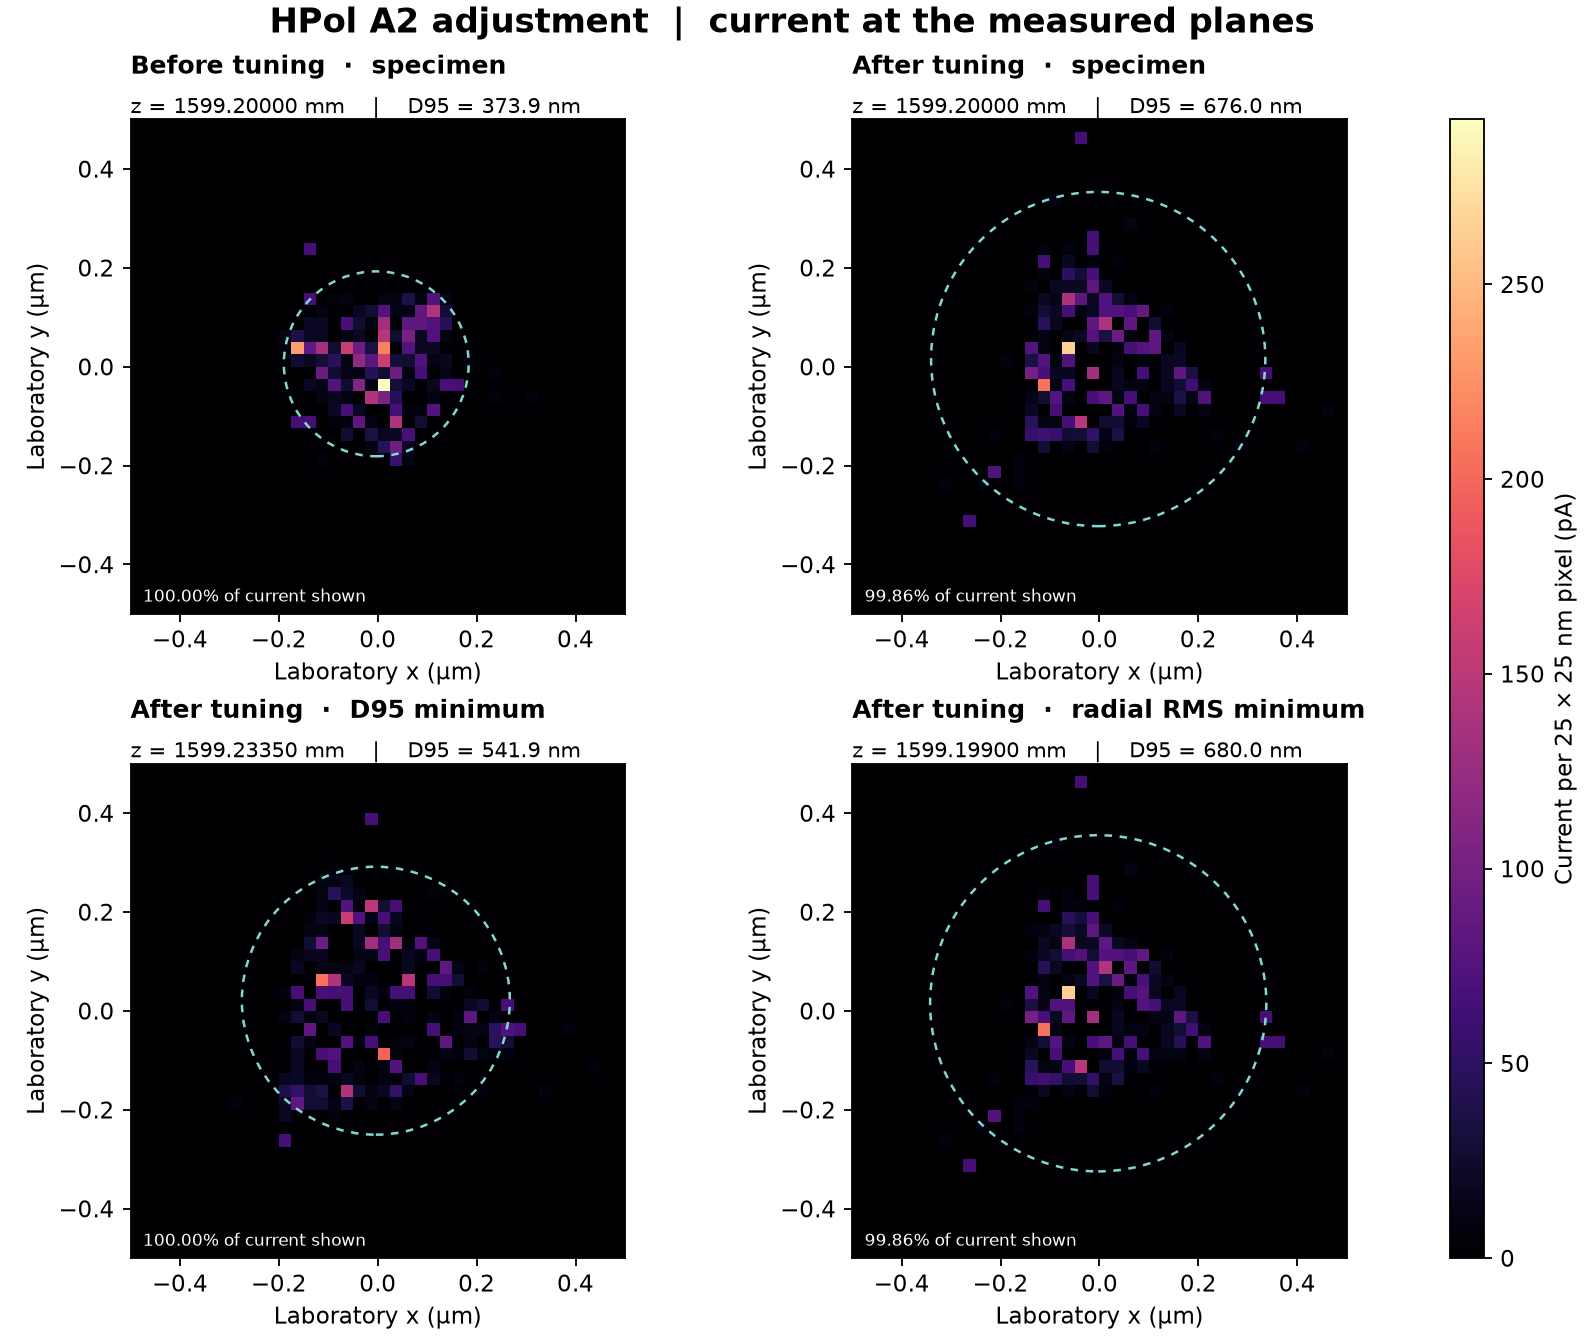 HPol A2 adjustment | current at the measured planes
Before tuning · specimen
z = 1599.20000 mm | D95 = 373.9 nm
0.4
0.2
0.0
−0.2
−0.4
Laboratory y (µm)
100.00% of current shown
−0.4 −0.2 0.0 0.2 0.4
Laboratory x (µm)
After tuning · specimen
z = 1599.20000 mm | D95 = 676.0 nm
0.4
0.2
0.0
−0.2
−0.4
Laboratory y (µm)
99.86% of current shown
−0.4 −0.2 0.0 0.2 0.4
Laboratory x (µm)
After tuning · D95 minimum
z = 1599.23350 mm | D95 = 541.9 nm
0.4
0.2
0.0
−0.2
−0.4
Laboratory y (µm)
100.00% of current shown
−0.4 −0.2 0.0 0.2 0.4
Laboratory x (µm)
After tuning · radial RMS minimum
z = 1599.19900 mm | D95 = 680.0 nm
0.4
0.2
0.0
−0.2
−0.4
Laboratory y (µm)
99.86% of current shown
−0.4 −0.2 0.0 0.2 0.4
Laboratory x (µm)
250
200
150
100
50
0
Current per 25 × 25 nm pixel (pA)